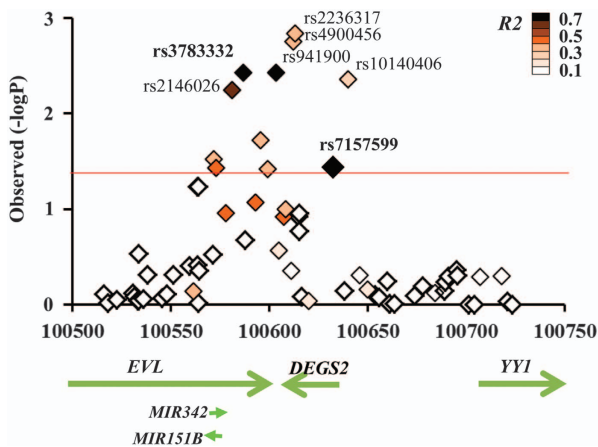 3
2
1
0
Observed (-logP)
rs2236317
rs4900456
rs3783332
rs941900
rs2146026
rs10140406
rs7157599
R2
0.7
0.5
0.3
0.1
100500
100550
100600
100650
100700
100750
EVL
DEGS2
YY1
MIR342
MIR151B